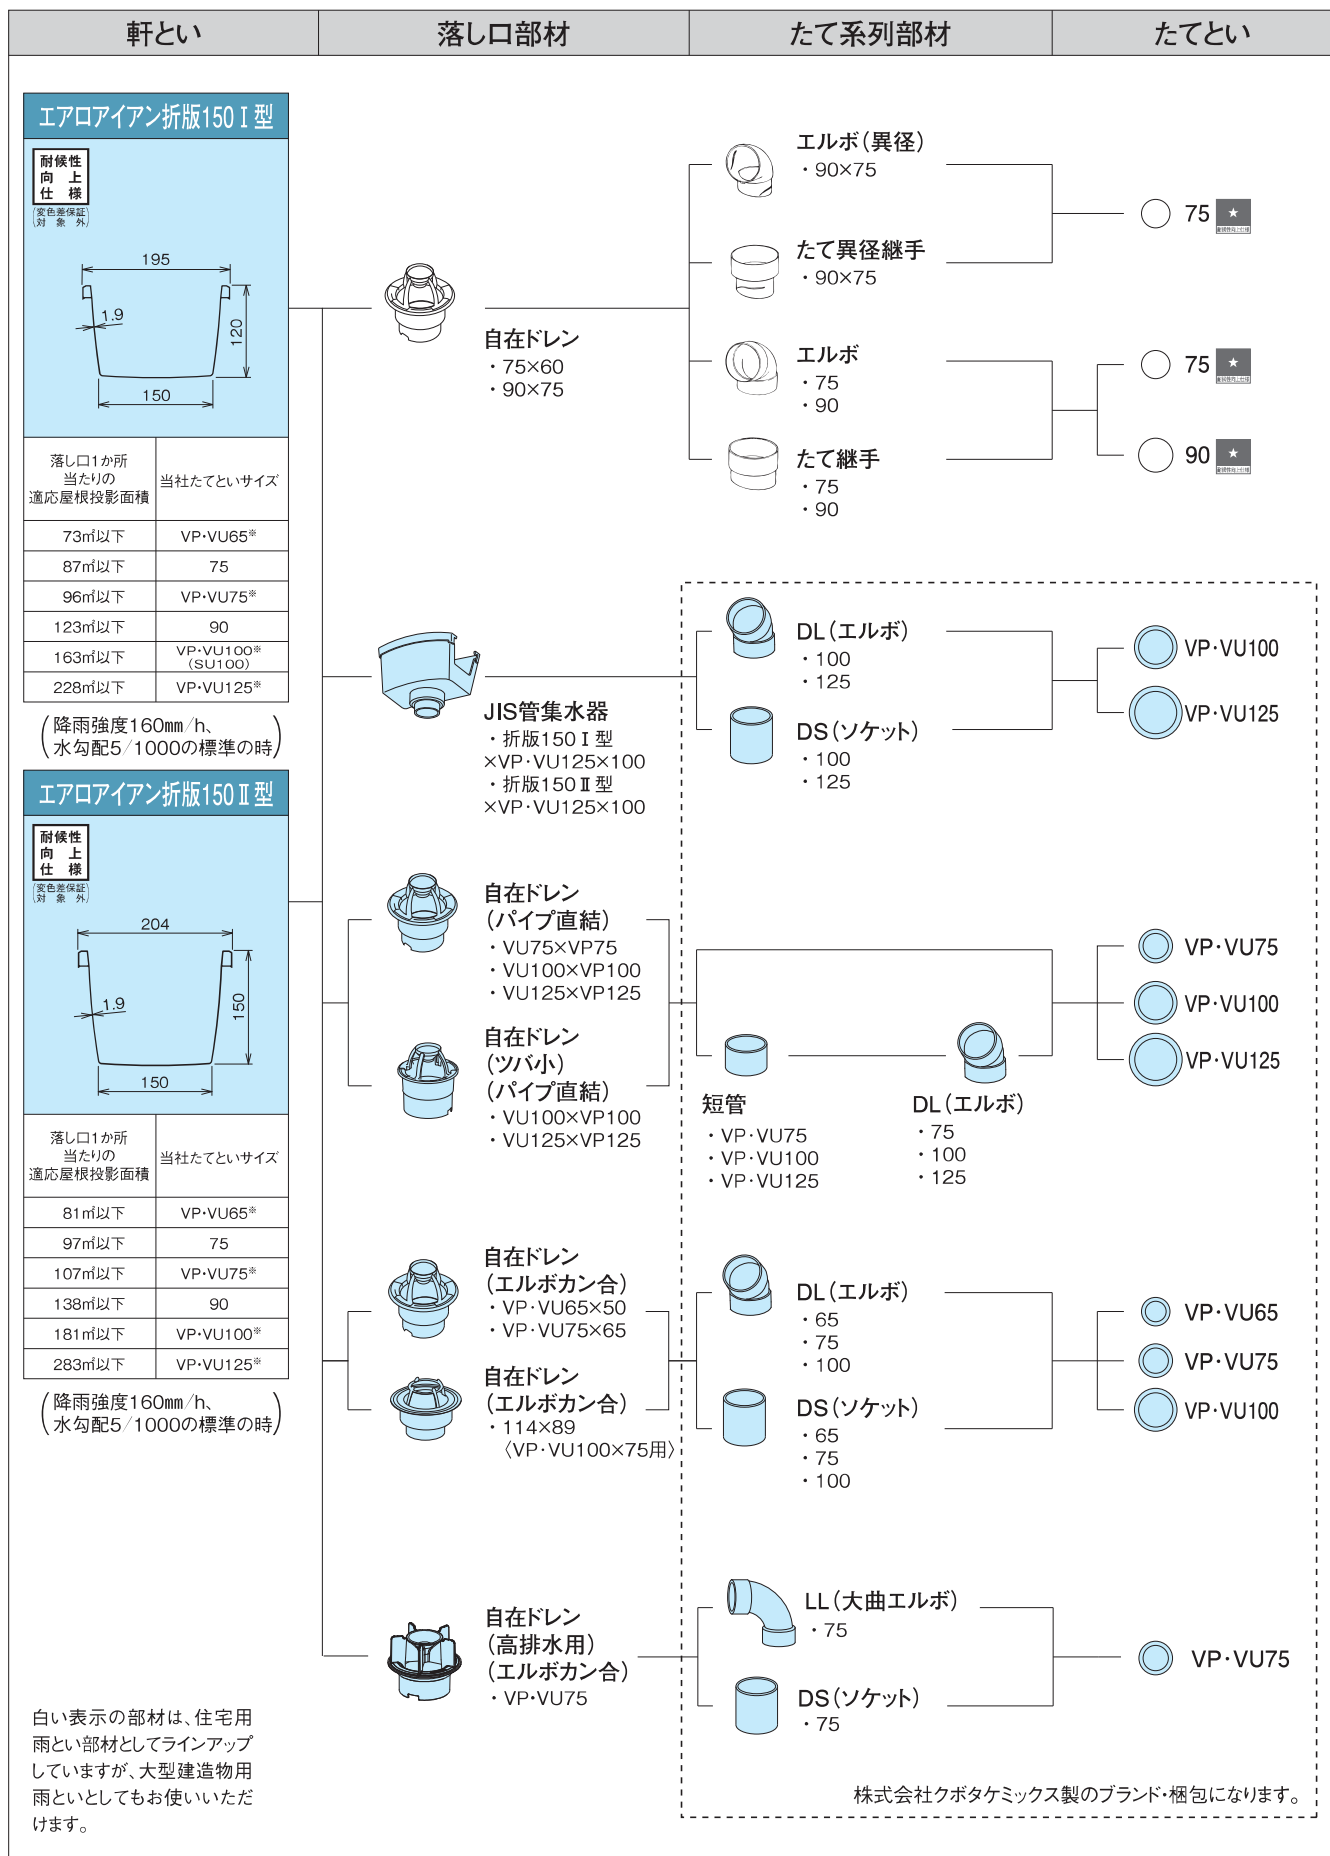 軒とい
落し口部材
たて系列部材
たてとい
エアロアイアン折版150Ⅰ型
耐候性
向上
仕様
(変色差保証
対象外)
195
1.9
120
150
落し口1か所
当たりの
適応屋根投影面積
当社たてといサイズ
73㎡以下 VP・VU65※
87㎡以下 75
96㎡以下 VP・VU75※
123㎡以下 90
163㎡以下 VP・VU100※
(SU100)
228㎡以下 VP・VU125※
(降雨強度160mm/h、
水勾配5/1000の標準の時)
エアロアイアン折版150Ⅱ型
耐候性
向上
仕様
(変色差保証
対象外)
204
1.9
150
150
落し口1か所
当たりの
適応屋根投影面積
当社たてといサイズ
81㎡以下 VP・VU65※
97㎡以下 75
107㎡以下 VP・VU75※
138㎡以下 90
181㎡以下 VP・VU100※
283㎡以下 VP・VU125※
(降雨強度160mm/h、
水勾配5/1000の標準の時)
白い表示の部材は、住宅用
雨とい部材としてラインアップ
していますが、大型建造物用
雨といとしてもお使いいただ
けます。
自在ドレン
・75×60
・90×75
エルボ(異径)
・90×75
たて異径継手
・90×75
エルボ
・75
・90
たて継手
・75
・90
75 ★
耐候性向上仕様
75 ★
耐候性向上仕様
90 ★
耐候性向上仕様
JIS管集水器
・折版150Ⅰ型
×VP・VU125×100
・折版150Ⅱ型
×VP・VU125×100
DL(エルボ)
・100
・125
DS(ソケット)
・100
・125
VP・VU100
VP・VU125
自在ドレン
(パイプ直結)
・VU75×VP75
・VU100×VP100
・VU125×VP125
自在ドレン
(ツバ小)
(パイプ直結)
・VU100×VP100
・VU125×VP125
短管
・VP・VU75
・VP・VU100
・VP・VU125
DL(エルボ)
・75
・100
・125
VP・VU75
VP・VU100
VP・VU125
自在ドレン
(エルボカン合)
・VP・VU65×50
・VP・VU75×65
自在ドレン
(エルボカン合)
・114×89
〈VP・VU100×75用〉
DL(エルボ)
・65
・75
・100
DS(ソケット)
・65
・75
・100
VP・VU65
VP・VU75
VP・VU100
自在ドレン
(高排水用)
(エルボカン合)
・VP・VU75
LL(大曲エルボ)
・75
DS(ソケット)
・75
VP・VU75
株式会社クボタケミックス製のブランド・梱包になります。